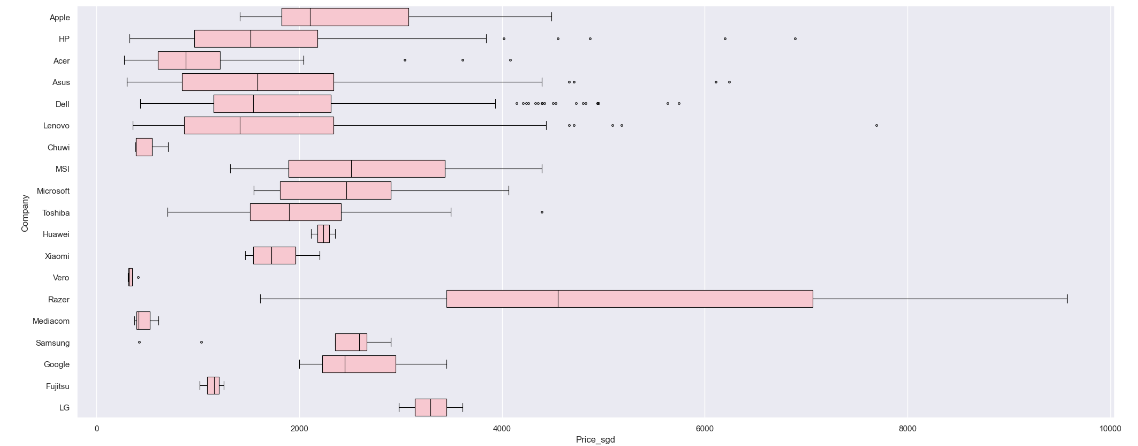 Apple
HP
Acer
Asus
Dell
Lenovo
Chuwi
MSI
Microsoft
Toshiba
Huawei
Xiaomi
Vero
Razer
Mediacom
Samsung
Google
Fujitsu
LG
Company
0 2000 4000 6000 8000 10000
Price_sgd